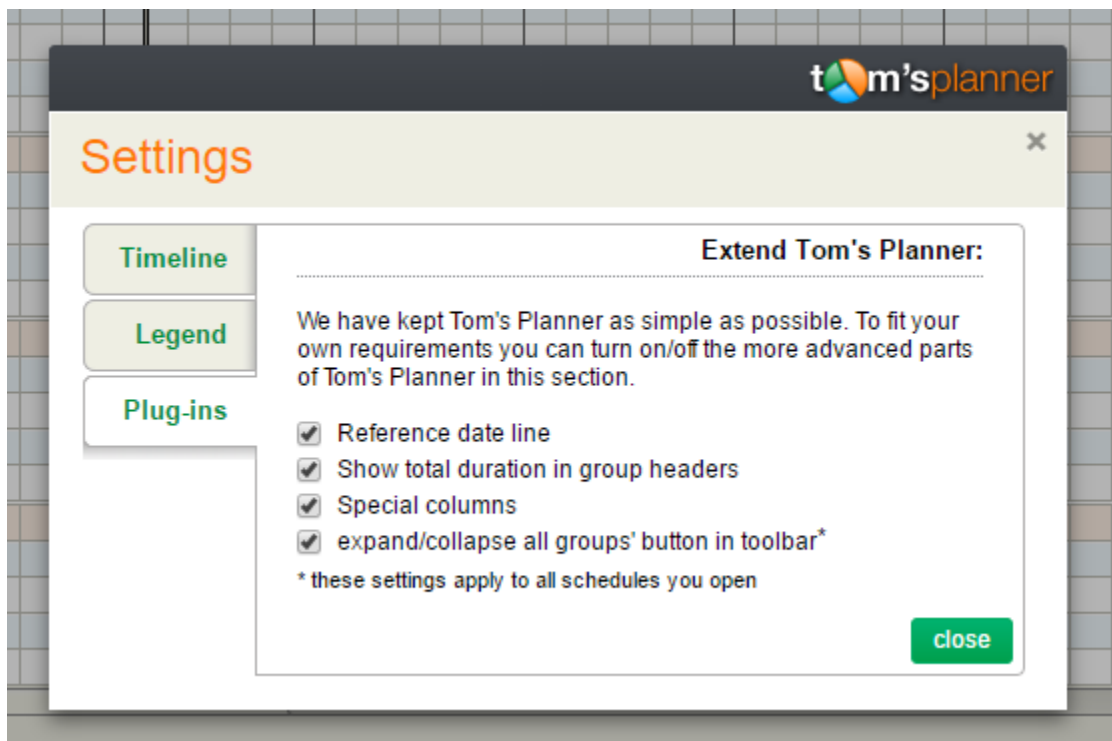 tom'splanner
Settings
×
Timeline
Legend
Plug-ins
Extend Tom's Planner:
We have kept Tom's Planner as simple as possible. To fit your
own requirements you can turn on/off the more advanced parts
of Tom's Planner in this section.
Reference date line
Show total duration in group headers
Special columns
expand/collapse all groups' button in toolbar*
* these settings apply to all schedules you open
close